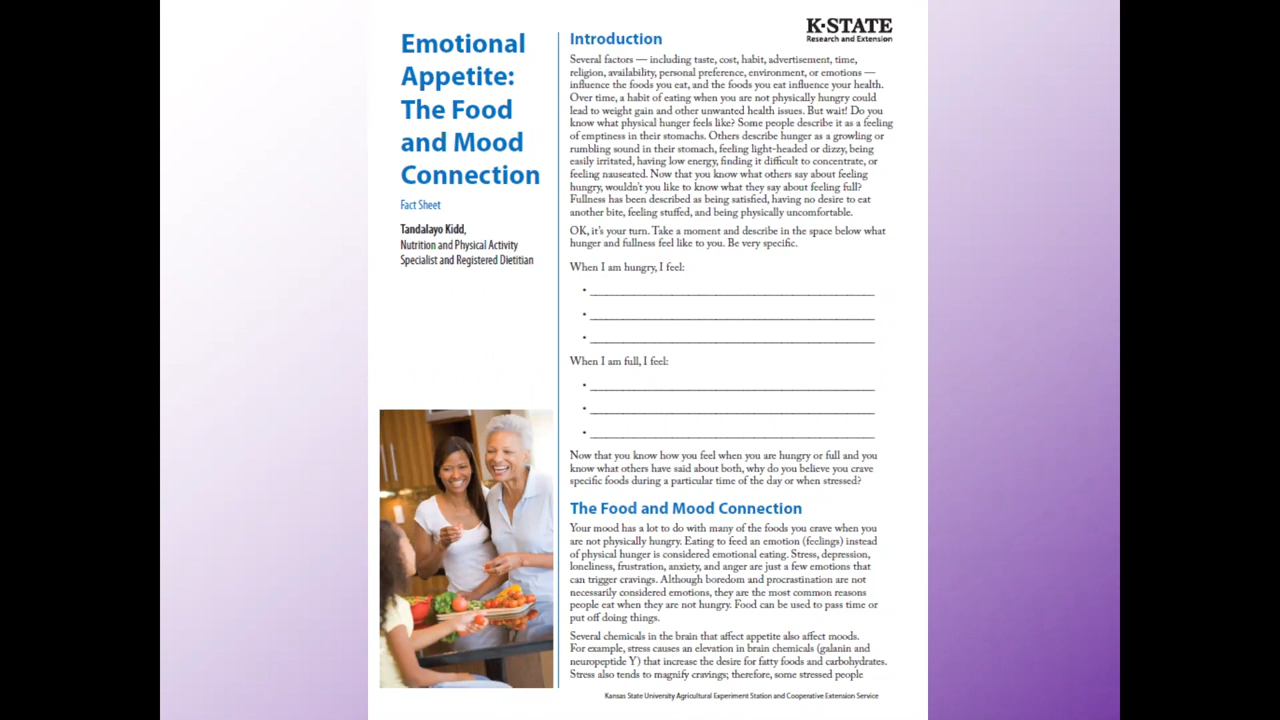 Emotional
Appetite:
The Food
and Mood
Connection
Fact Sheet
Tandalayo Kidd,
Nutrition and Physical Activity
Specialist and Registered Dietitian
K-STATE
Research and Extension
Introduction
Several factors — including taste, cost, habit, advertisement, time,
religion, availability, personal preference, environment, or emotions —
influence the foods you eat, and the foods you eat influence your health.
Over time, a habit of eating when you are not physically hungry could
lead to weight gain and other unwanted health issues. But wait! Do you
know what physical hunger feels like? Some people describe it as a feeling
of emptiness in their stomachs. Others describe hunger as a growling or
rumbling sound in their stomach, feeling light-headed or dizzy, being
easily irritated, having low energy, finding it difficult to concentrate, or
feeling nauseated. Now that you know what others say about feeling
hungry, wouldn't you like to know what they say about feeling full?
Fullness has been described as being satisfied, having no desire to eat
another bite, feeling stuffed, and being physically uncomfortable.
OK, it's your turn. Take a moment and describe in the space below what
hunger and fullness feel like to you. Be very specific.
When I am hungry, I feel:
•
•
•
When I am full, I feel:
•
•
•
Now that you know how you feel when you are hungry or full and you
know what others have said about both, why do you believe you crave
specific foods during a particular time of the day or when stressed?
The Food and Mood Connection
Your mood has a lot to do with many of the foods you crave when you
are not physically hungry. Eating to feed an emotion (feelings) instead
of physical hunger is considered emotional eating. Stress, depression,
loneliness, frustration, anxiety, and anger are just a few emotions that
can trigger cravings. Although boredom and procrastination are not
necessarily considered emotions, they are the most common reasons
people eat when they are not hungry. Food can be used to pass time or
put off doing things.
Several chemicals in the brain that affect appetite also affect moods.
For example, stress causes an elevation in brain chemicals (galanin and
neuropeptide Y) that increase the desire for fatty foods and carbohydrates.
Stress also tends to magnify cravings; therefore, some stressed people
Kansas State University Agricultural Experiment Station and Cooperative Extension Service